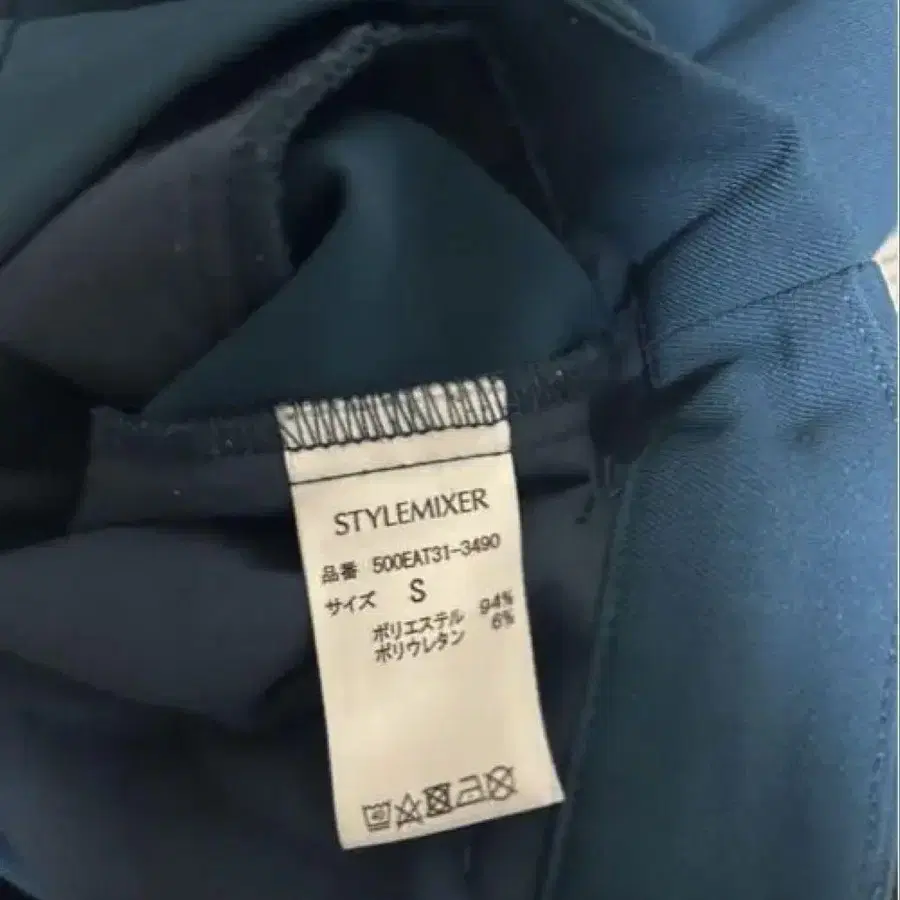 STYLEMIXER
品番 500EAT31-3490
サイズ S
ポリエステル 94%
ポリウレタン 6%
40